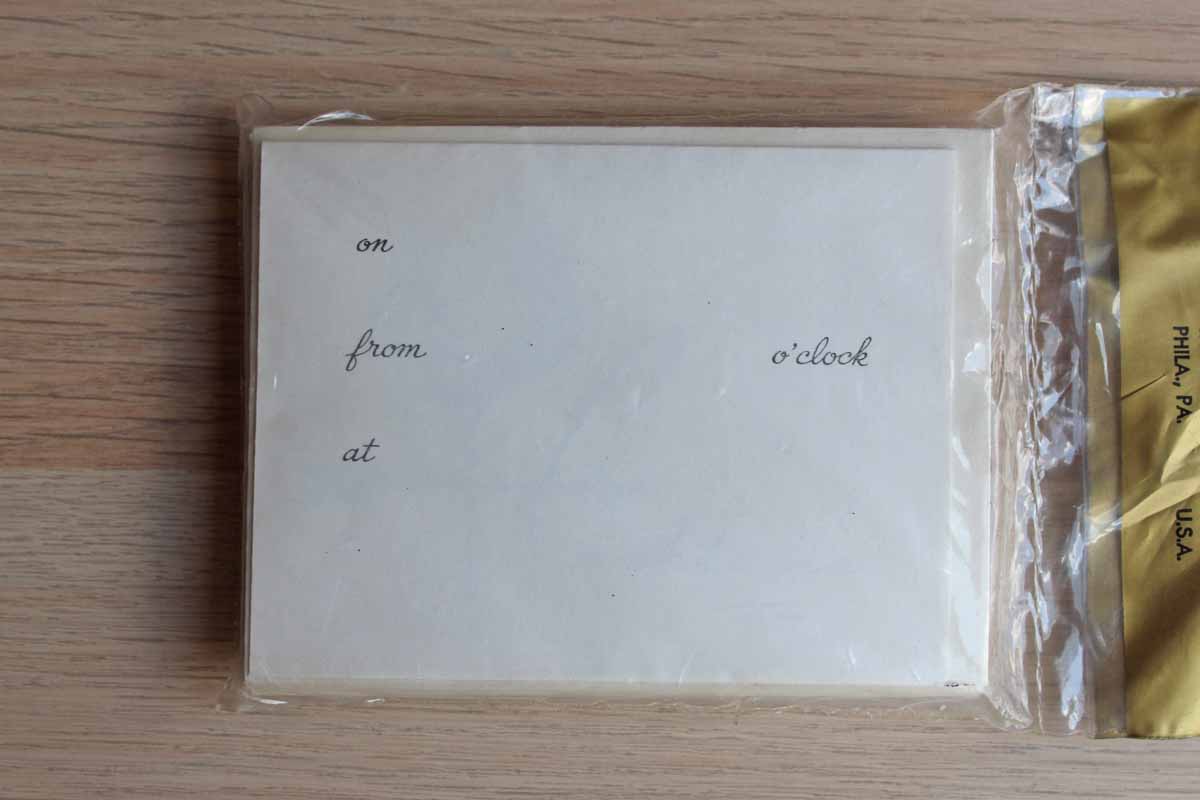 on
from o'clock
at
PHILA., PA. U.S.A.